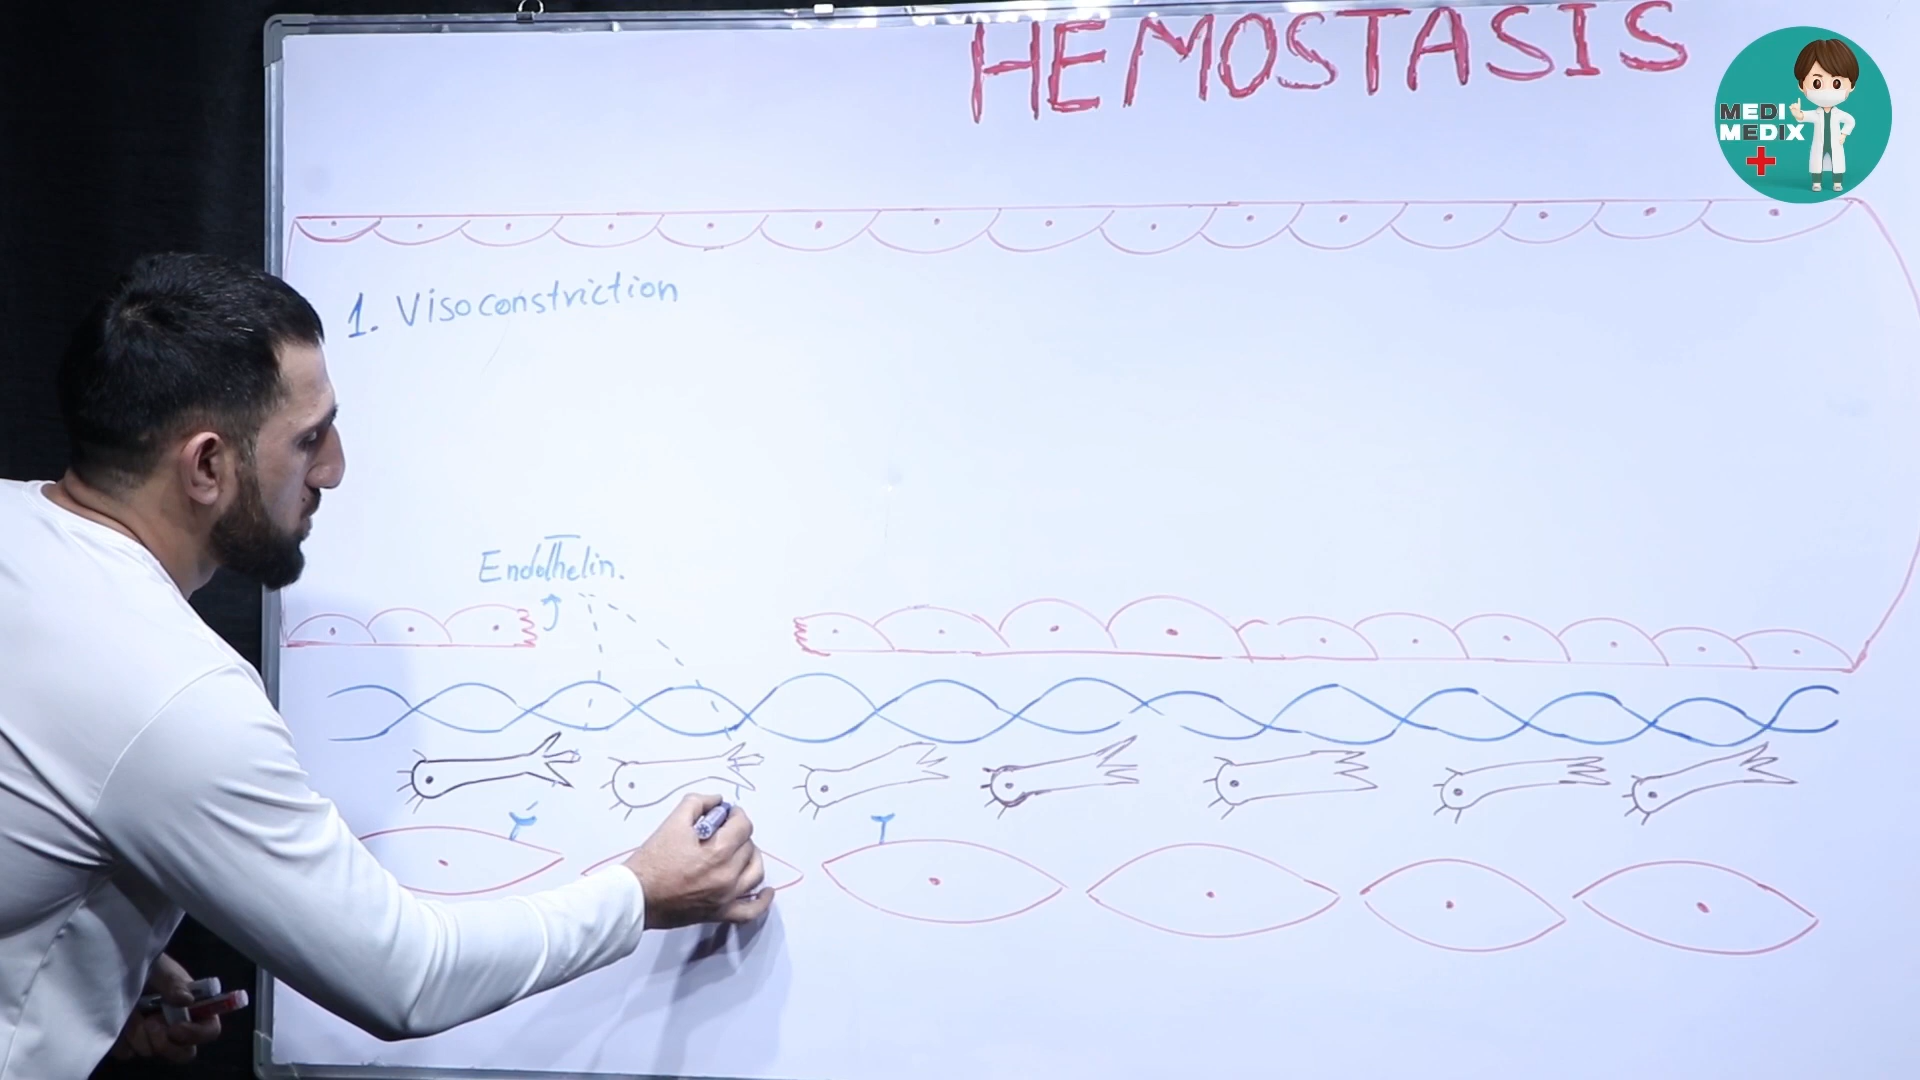 HEMOSTASIS
MEDI
MEDIX
1. Visoconstriction
Endothelin.